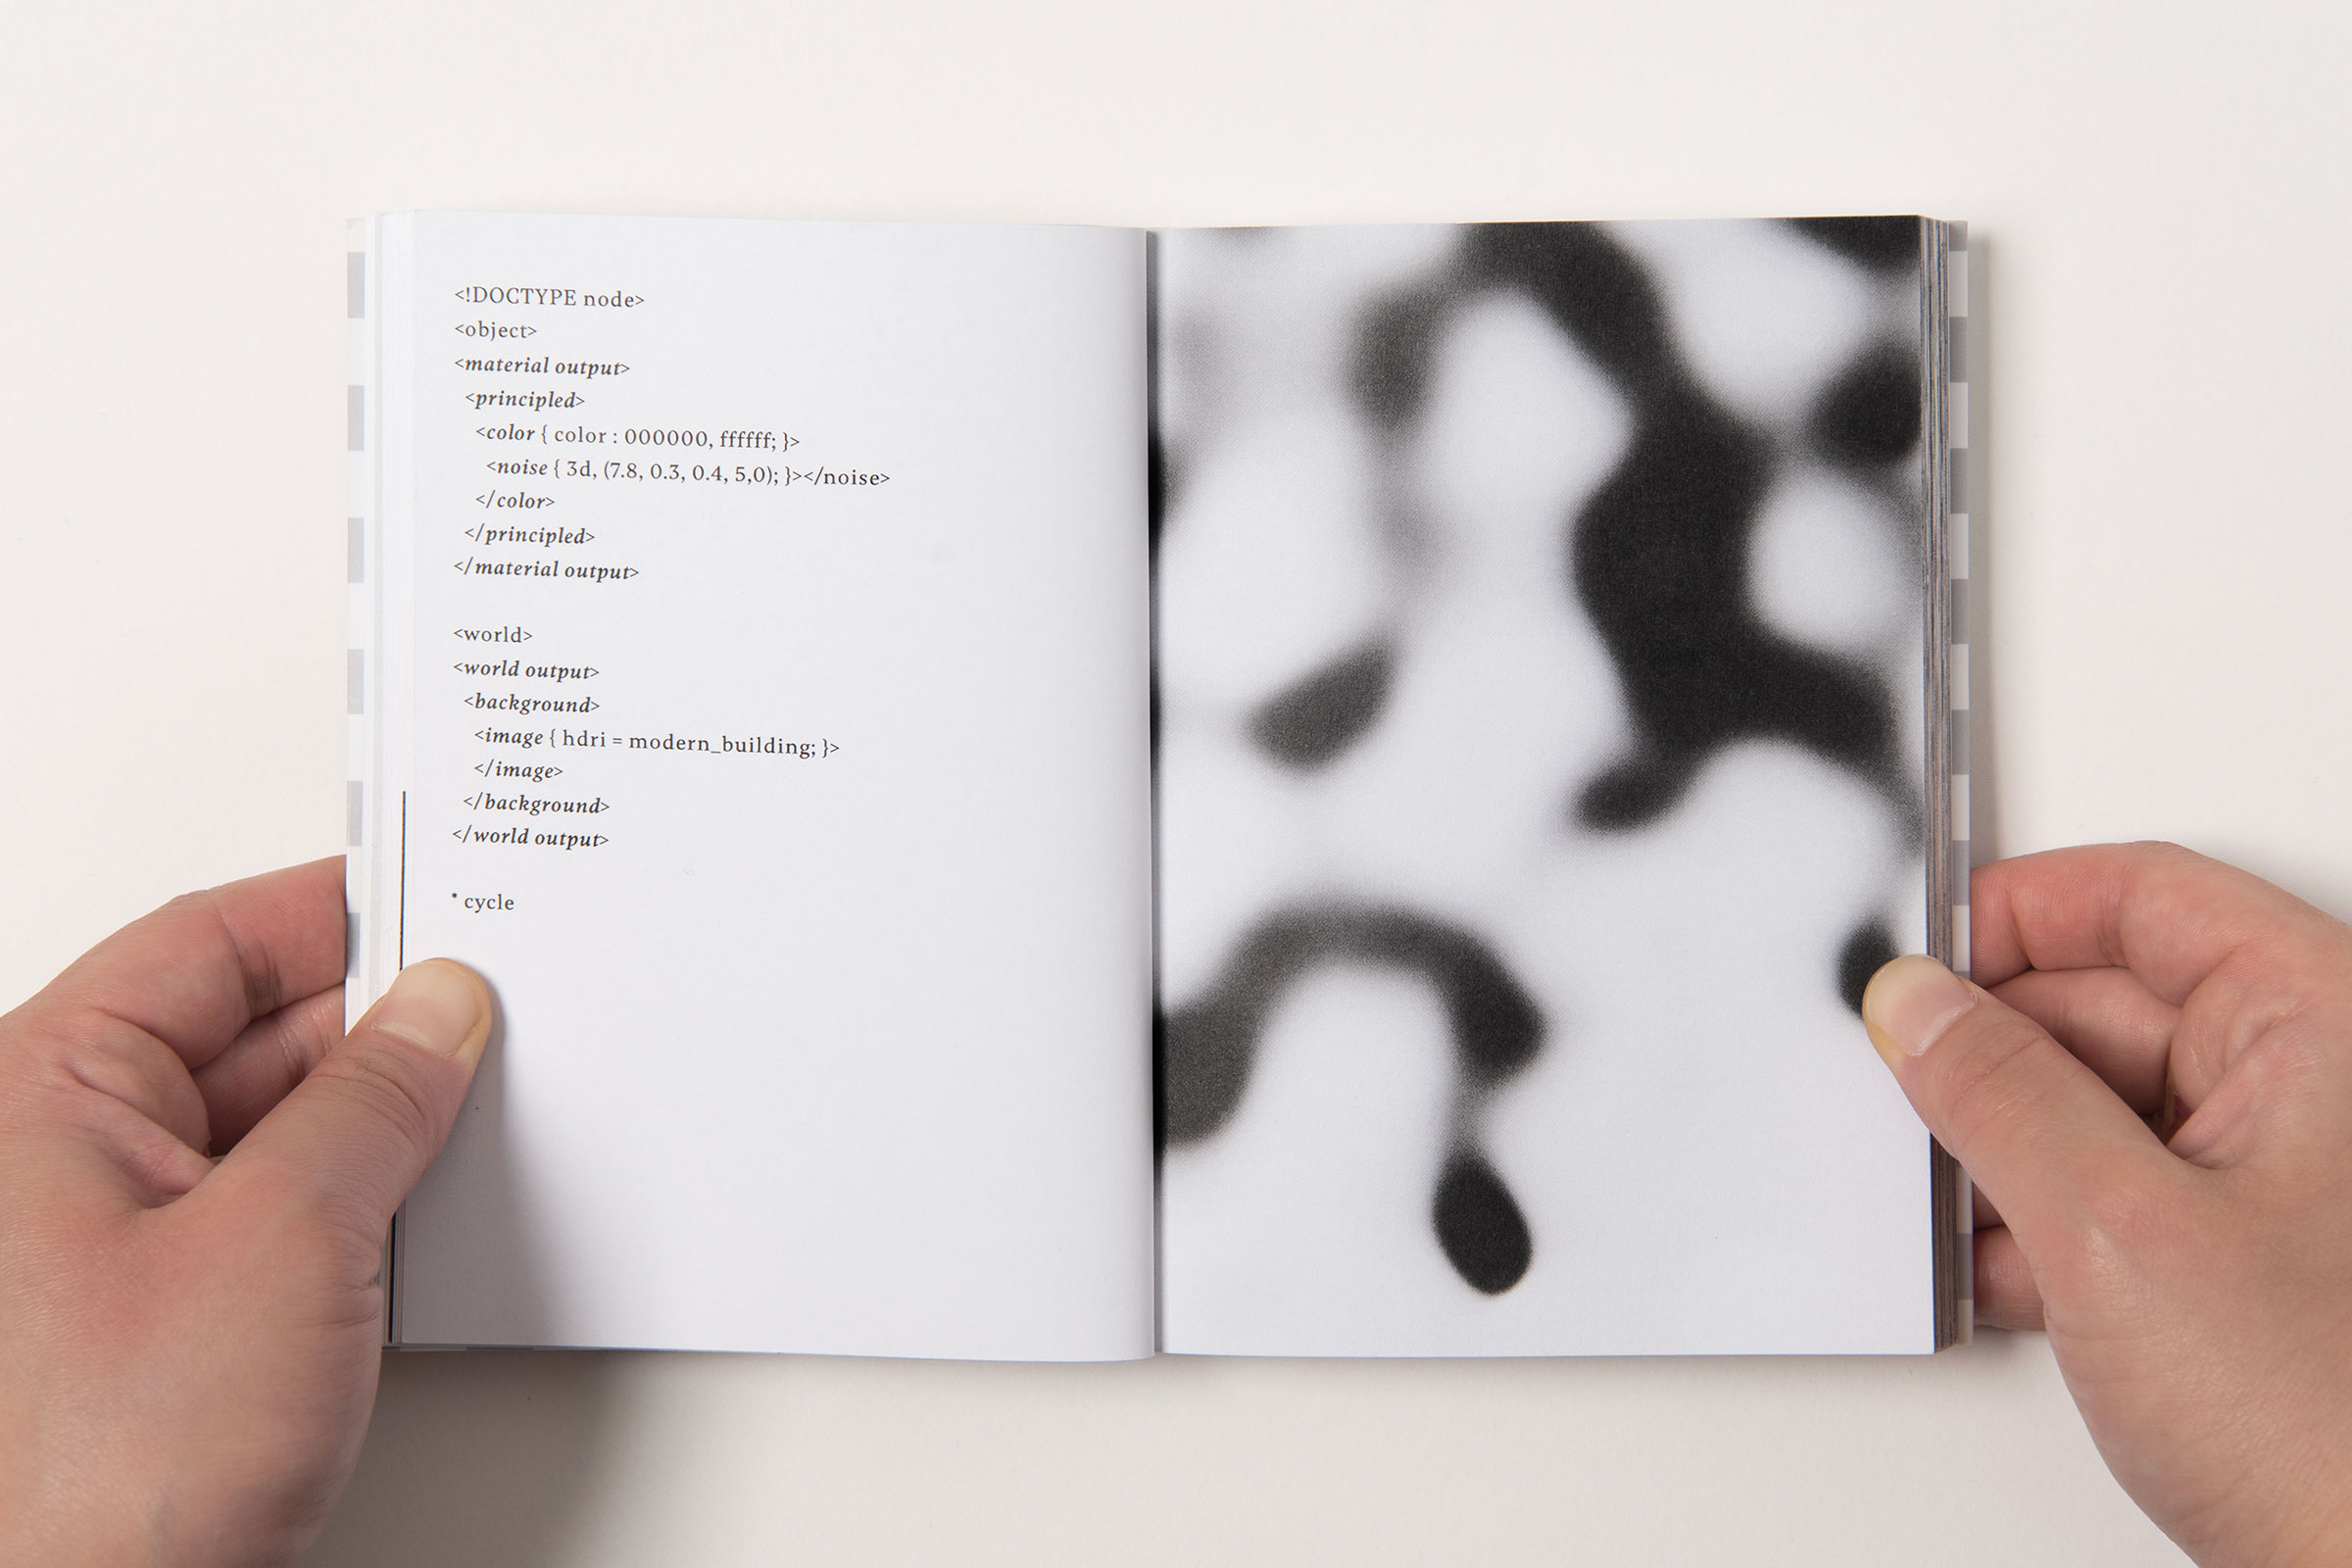 <!DOCTYPE node>
<object>
<material output>
<principled>
<color { color : 000000, ffffff; }>
<noise { 3d, (7.8, 0.3, 0.4, 5,0); }></noise>
</color>
</principled>
</material output>
<world>
<world output>
<background>
<image { hdri = modern_building; }>
</image>
</background>
</world output>
* cycle